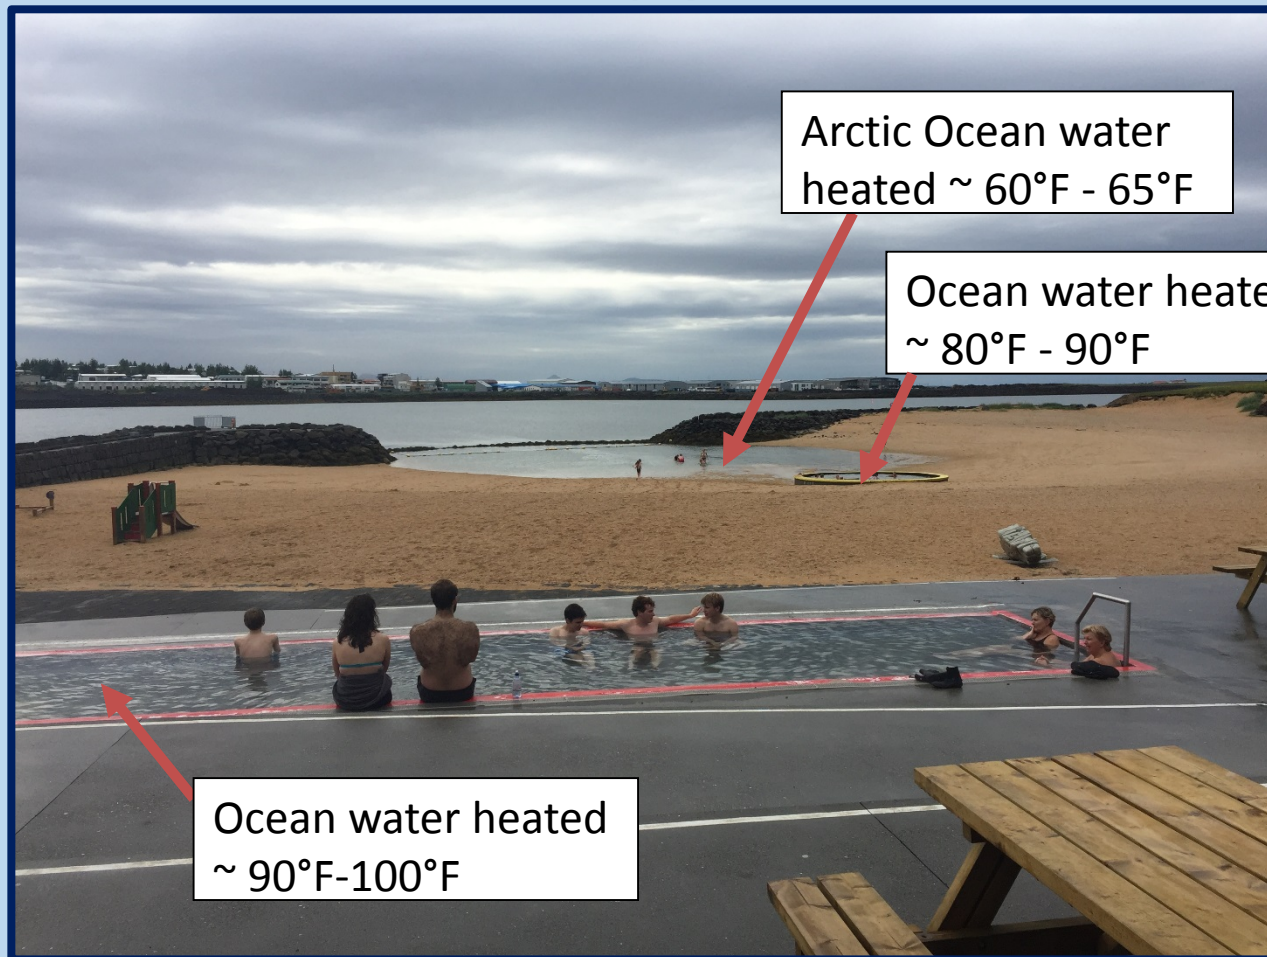 Arctic Ocean water
heated ~ 60°F - 65°F
Ocean water heate
~ 80°F - 90°F
Ocean water heated
~ 90°F-100°F